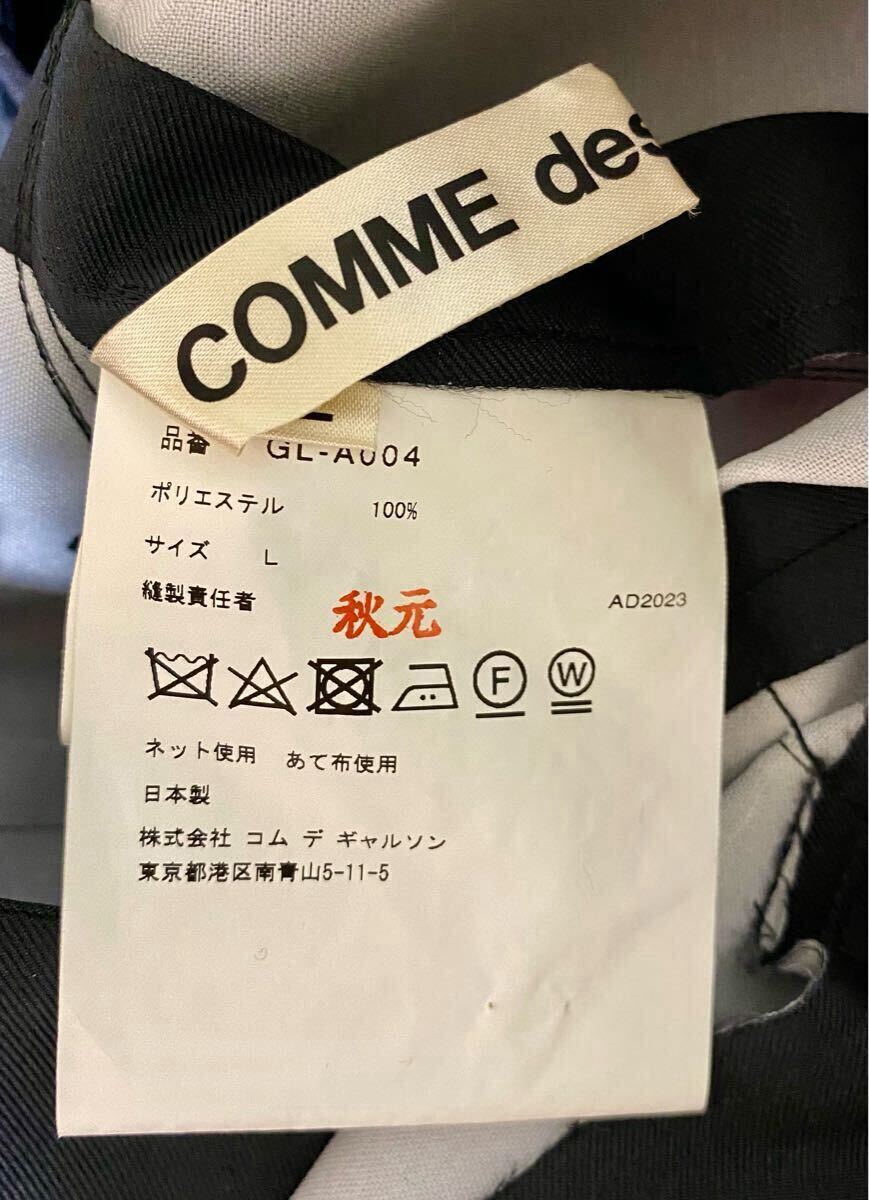 COMME des
品番 GL-A004
ポリエステル 100%
サイズ L
縫製責任者 秋元 AD2023
F W
ネット使用 あて布使用
日本製
株式会社 コム デ ギャルソン
東京都港区南青山5-11-5